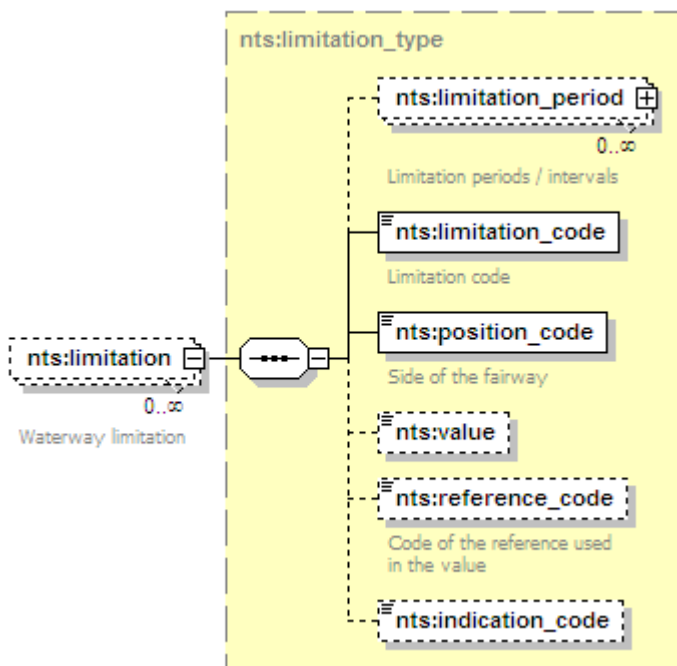 nts:limitation_type
nts:limitation_period
0..∞
Limitation periods / intervals
nts:limitation_code
Limitation code
nts:position_code
Side of the fairway
nts:limitation
0..∞
Waterway limitation
nts:value
nts:reference_code
Code of the reference used
in the value
nts:indication_code